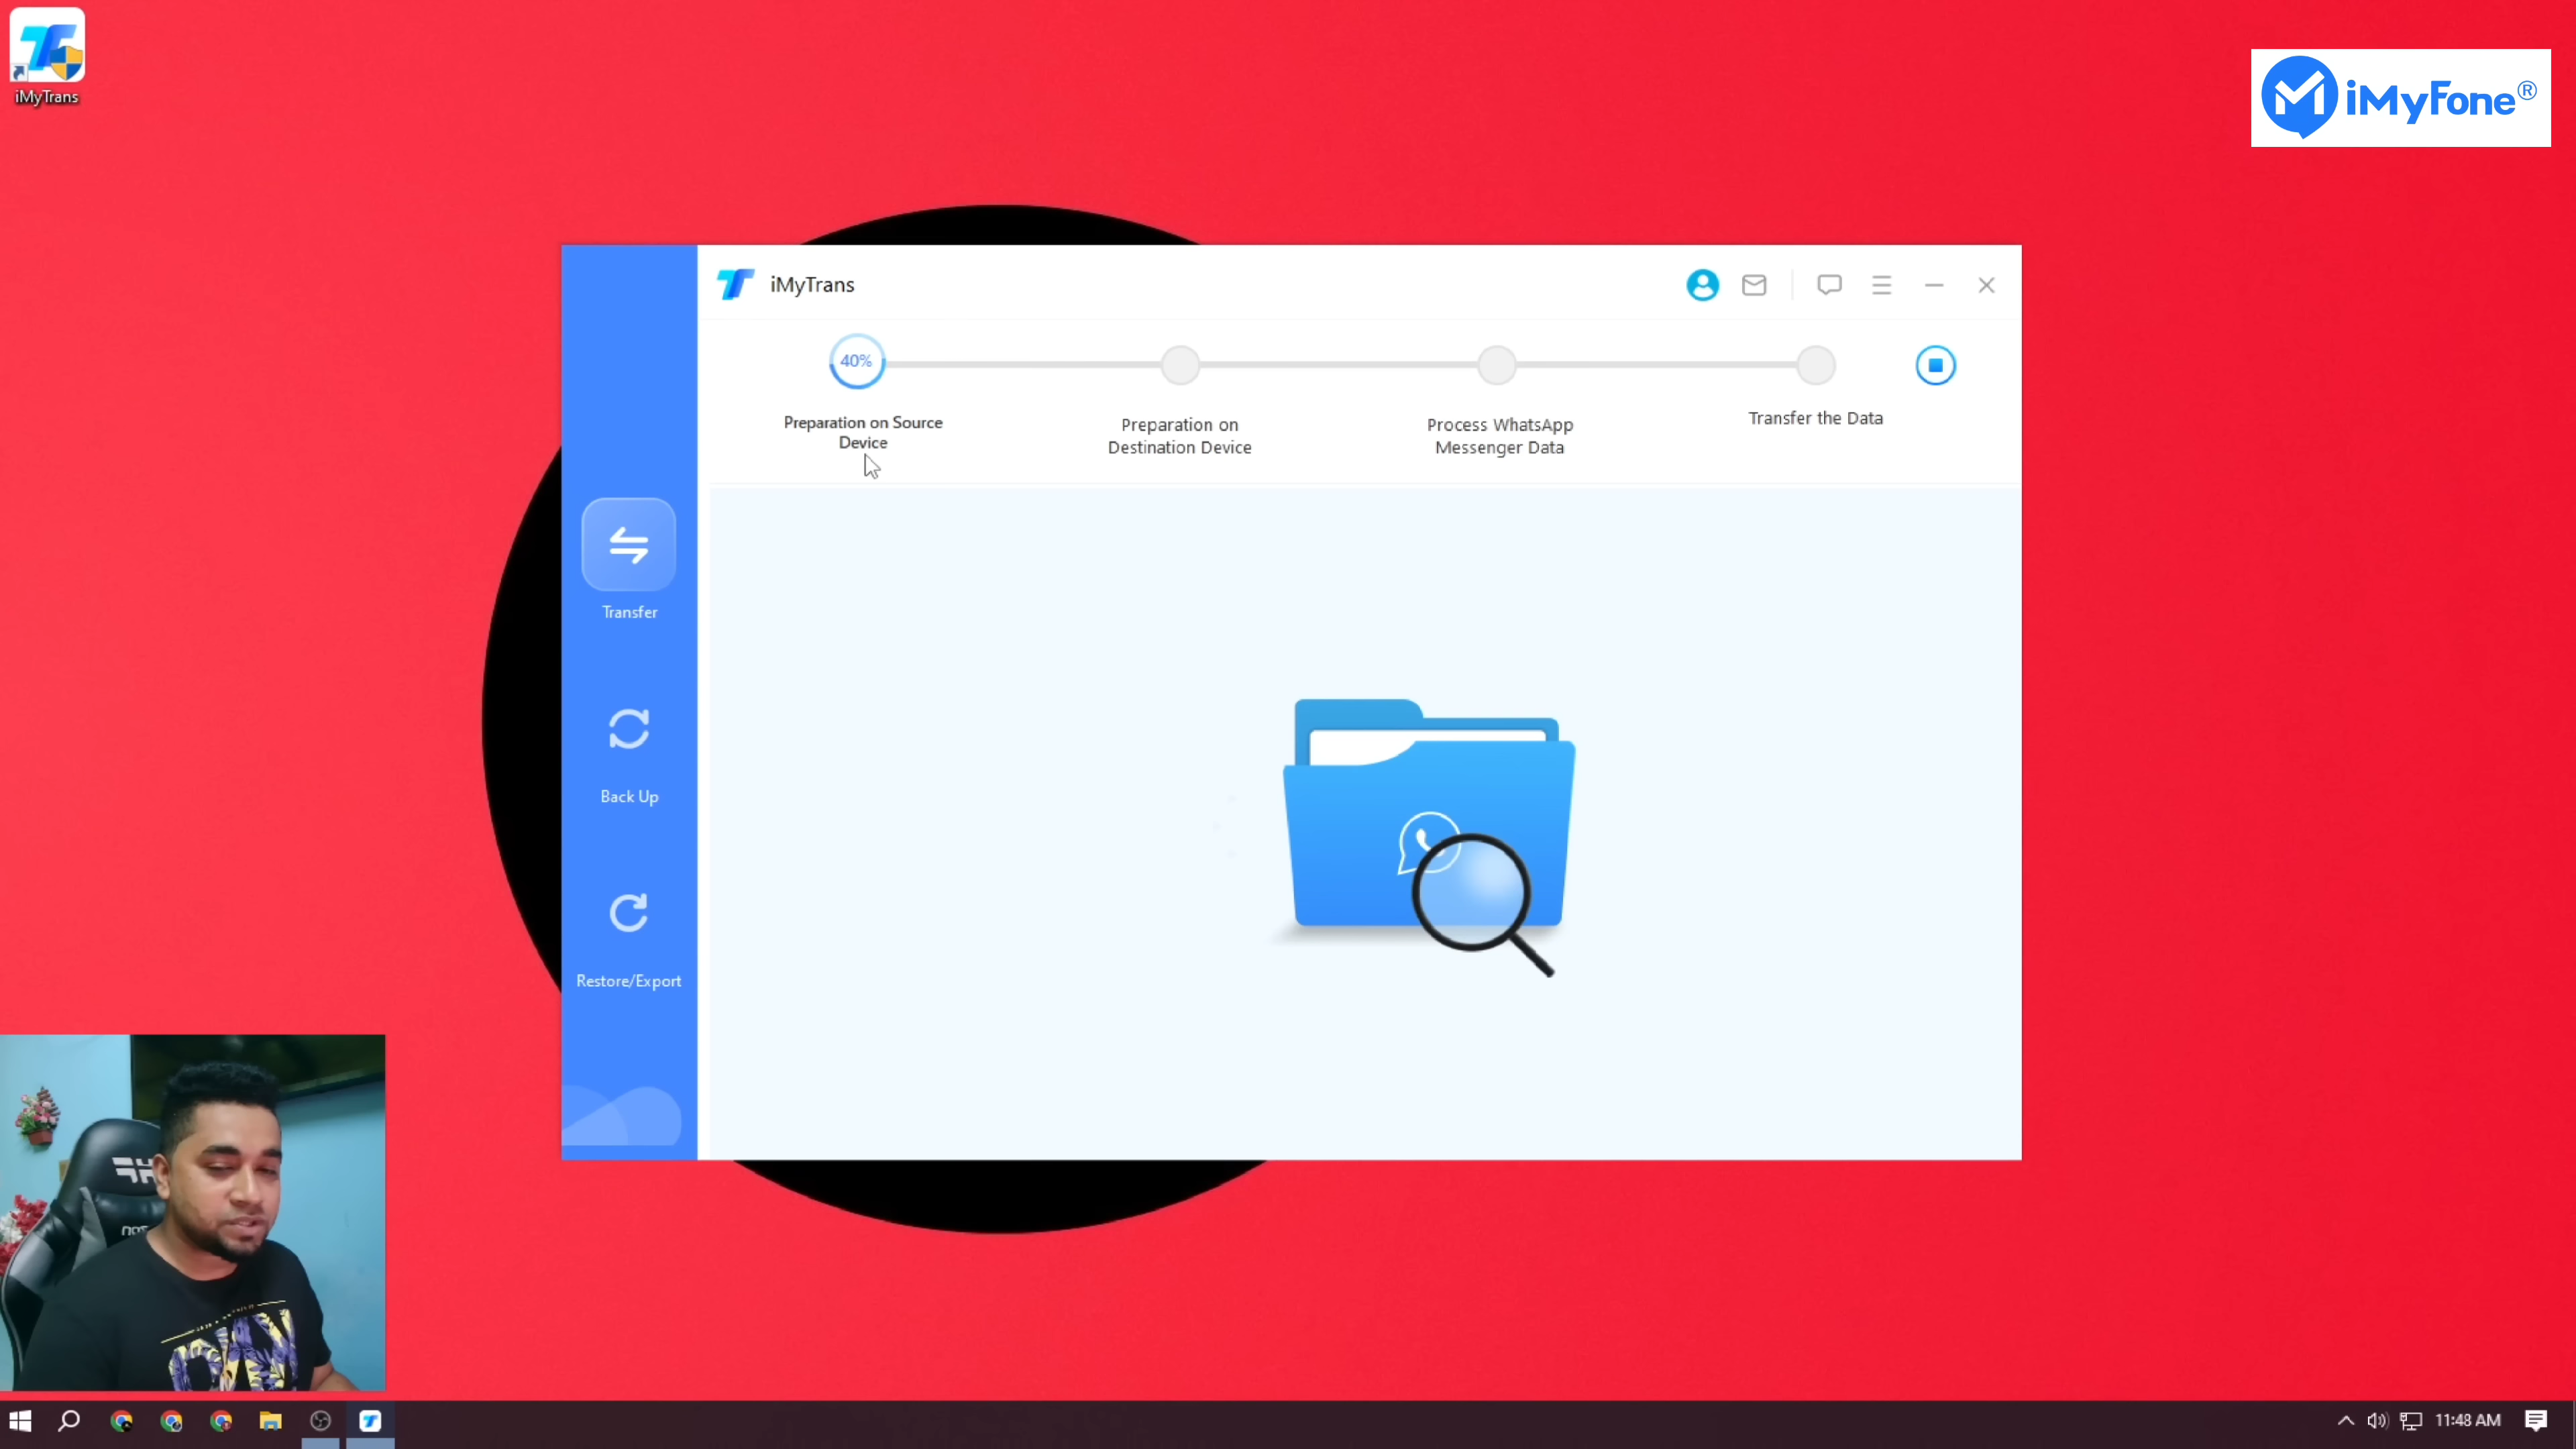 iMyTrans
iMyFone®
iMyTrans
40%
Preparation on Source
Device
Preparation on
Destination Device
Process WhatsApp
Messenger Data
Transfer the Data
Transfer
Back Up
Restore/Export
11:48 AM